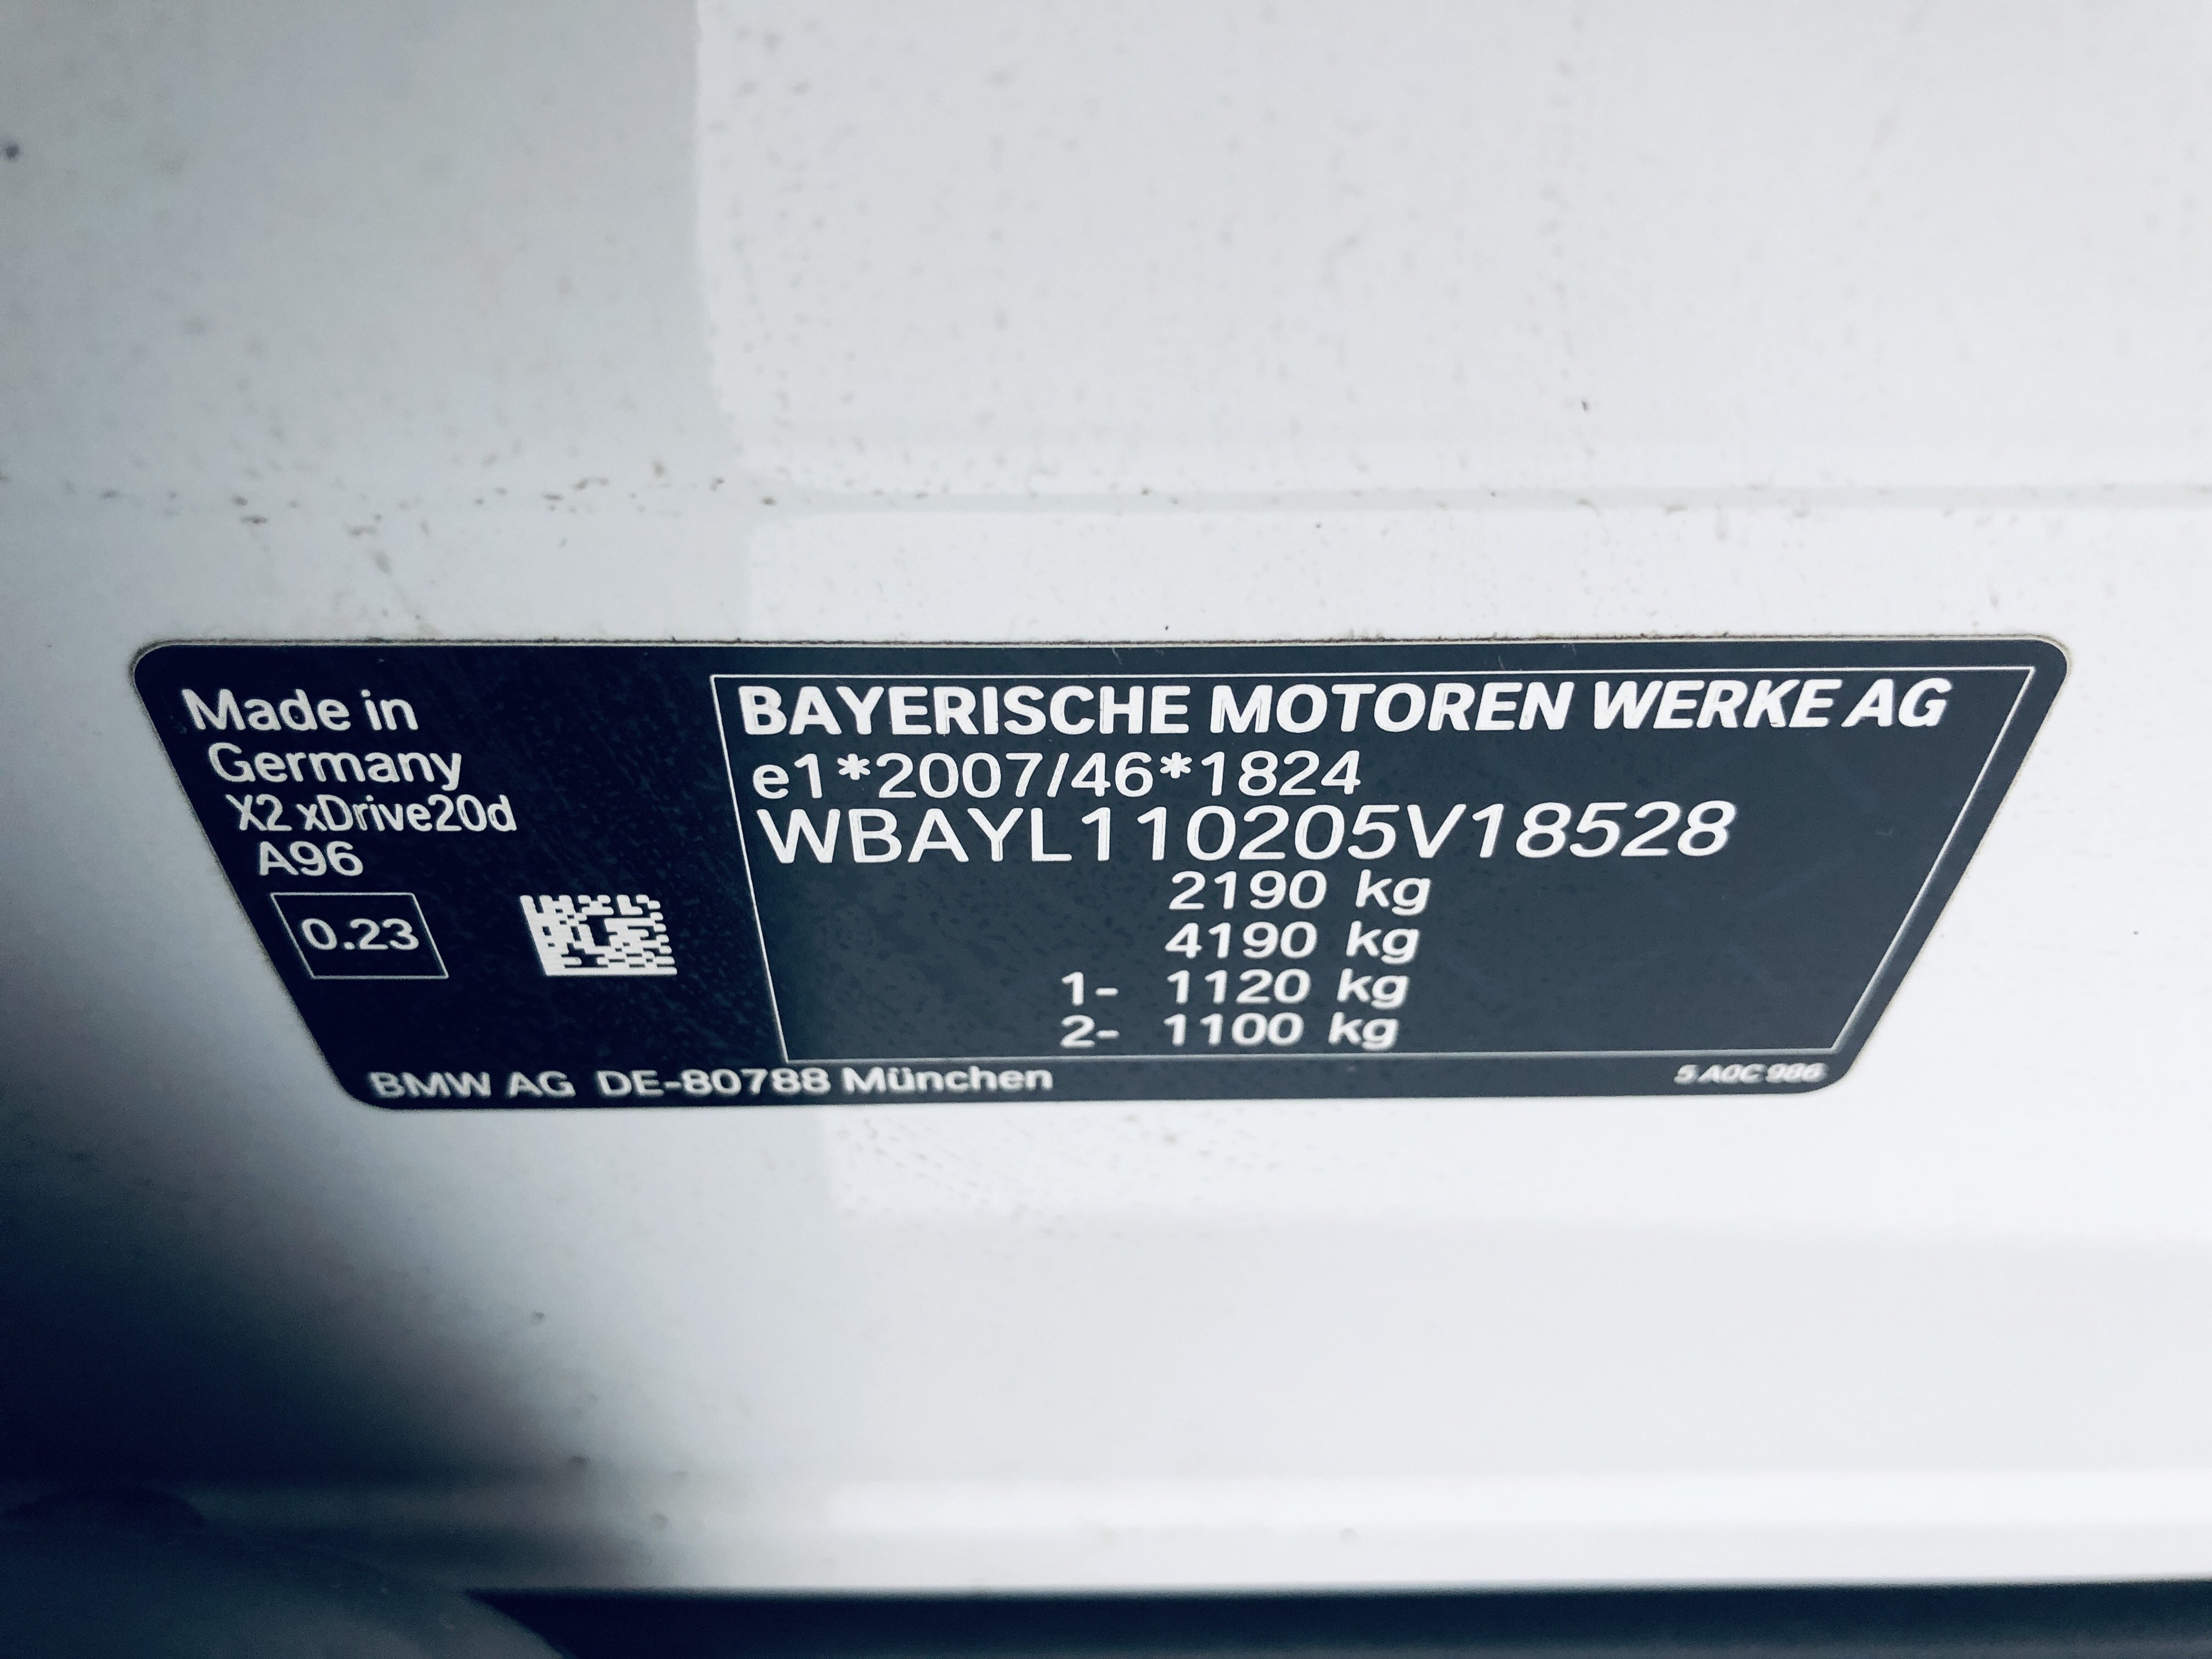 Made in
Germany
X2 xDrive20d
A96
0.23
BAYERISCHE MOTOREN WERKE AG
e1*2007/46*1824
WBAYL110205V18528
2190 kg
4190 kg
1- 1120 kg
2- 1100 kg
BMW AG DE-80788 München
5 A0C 986